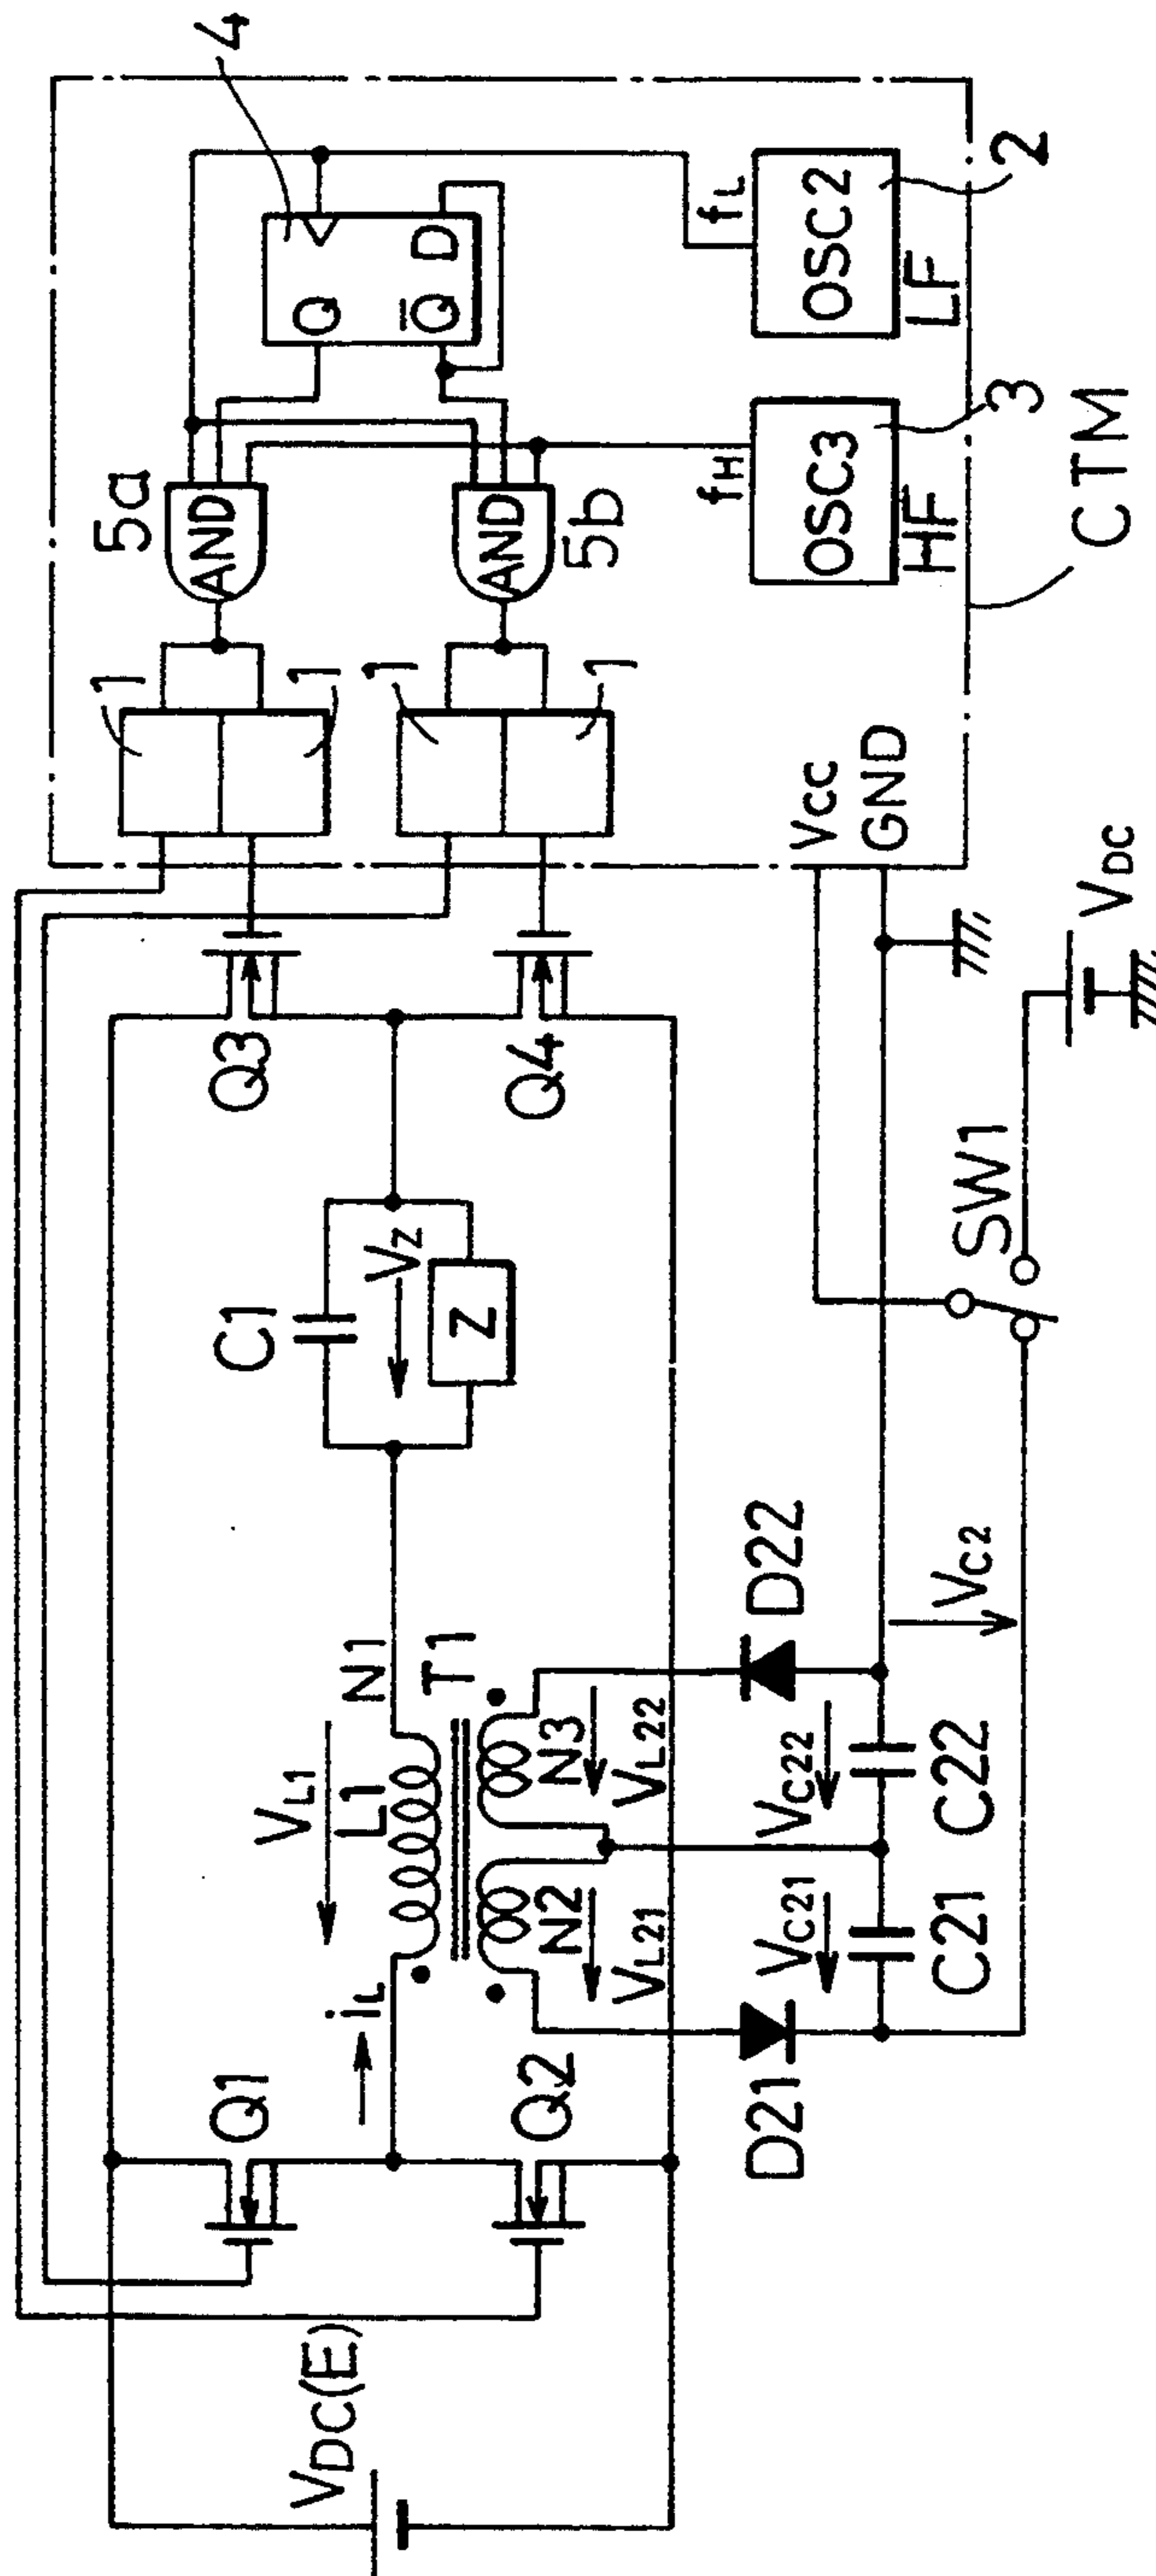 VDC(E)
Q1
Q2
iL
VL1
L1
N1
T1
N2
N3
VL21
VL22
D21
D22
VC21
VC22
C21
C22
VC2
C1
VZ
Z
Q3
Q4
SW1
VDC
Vcc
GND
1
1
1
1
5a
AND
AND
5b
4
Q
Q̅
D
fH
OSC3
HF
3
fL
OSC2
LF
2
CTM